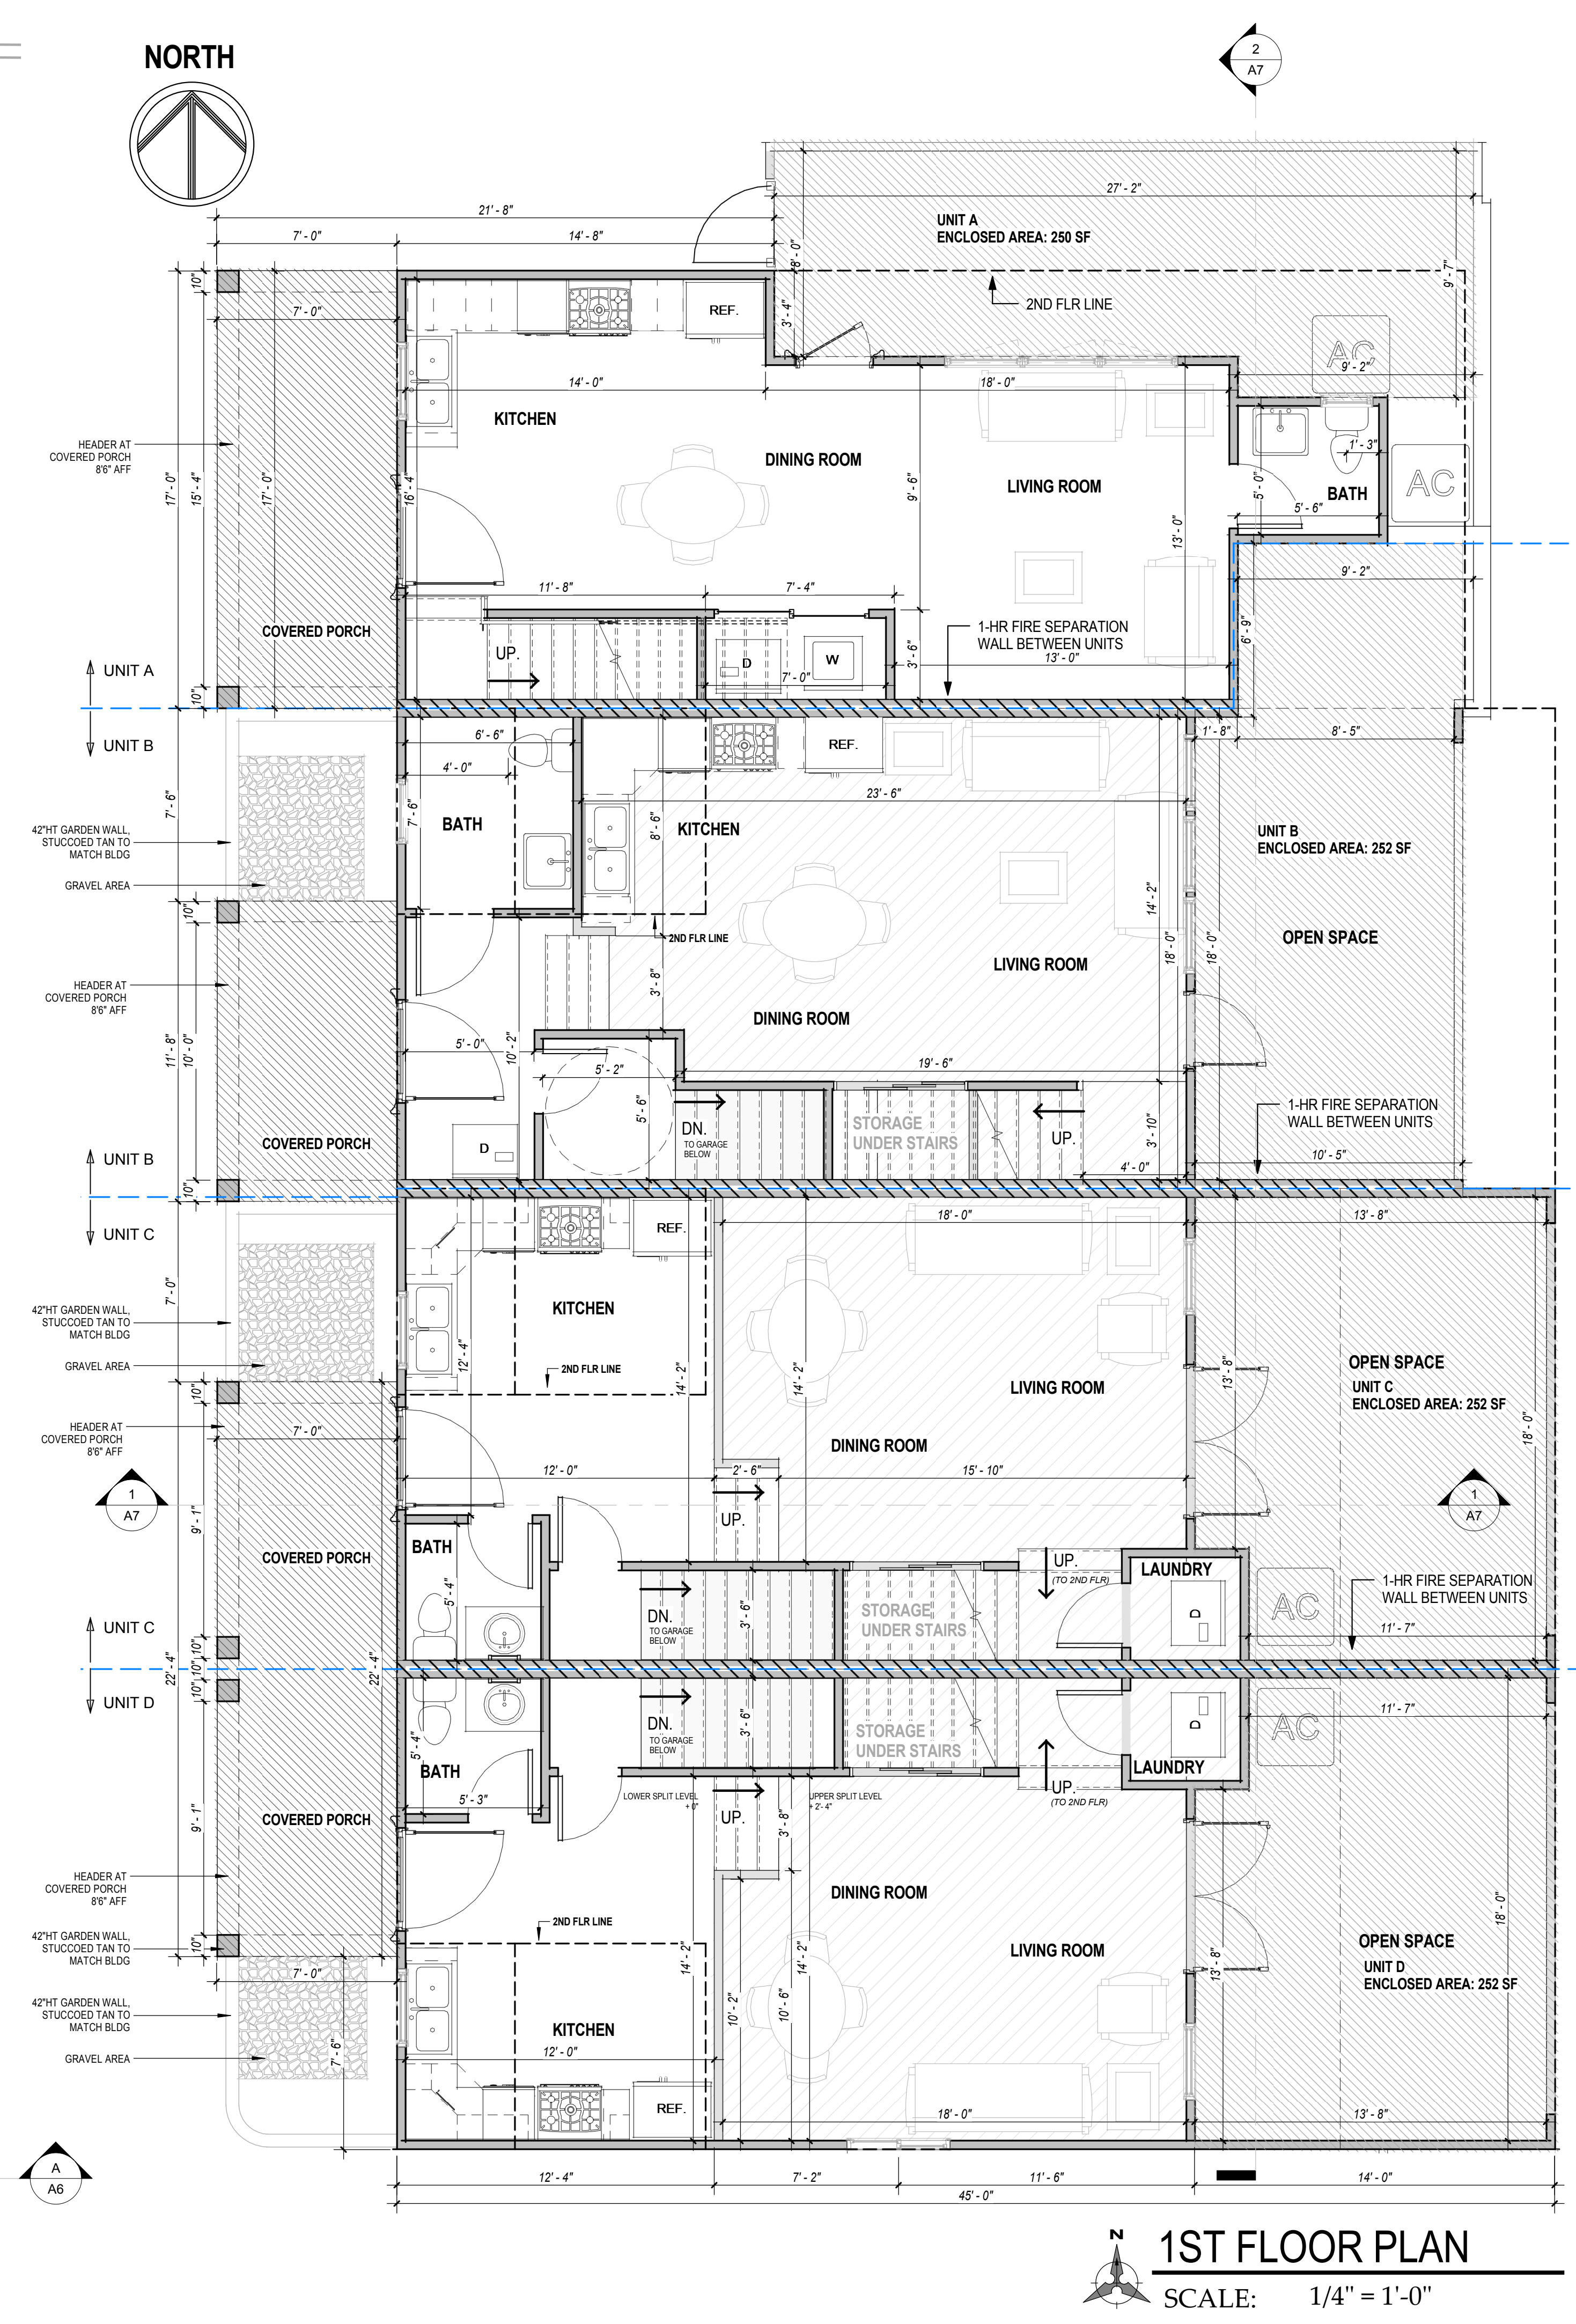 NORTH
2
A7
27' - 2"
21' - 8"
7' - 0"
14' - 8"
UNIT A
ENCLOSED AREA: 250 SF
8' - 0"
9' - 7"
10"
7' - 0"
3' - 4"
2ND FLR LINE
REF.
AC
9' - 2"
14' - 0"
18' - 0"
KITCHEN
HEADER AT
COVERED PORCH
8'6" AFF
DINING ROOM
LIVING ROOM
1' - 3"
BATH
AC
17' - 0"
15' - 4"
17' - 0"
16' - 4"
9' - 6"
13' - 0"
5' - 0"
5' - 6"
9' - 2"
11' - 8"
7' - 4"
COVERED PORCH
1-HR FIRE SEPARATION
WALL BETWEEN UNITS
6' - 9"
UP.
D
W
3' - 6"
13' - 0"
7' - 0"
UNIT A
10"
UNIT B
6' - 6"
REF.
1' - 8"
8' - 5"
4' - 0"
23' - 6"
7' - 6"
7' - 6"
BATH
8' - 6"
KITCHEN
42"HT GARDEN WALL,
STUCCOED TAN TO
MATCH BLDG
UNIT B
ENCLOSED AREA: 252 SF
GRAVEL AREA
14' - 2"
10"
2ND FLR LINE
OPEN SPACE
18' - 0"
18' - 0"
LIVING ROOM
HEADER AT
COVERED PORCH
8'6" AFF
3' - 8"
DINING ROOM
11' - 8"
10' - 0"
10' - 2"
5' - 0"
5' - 2"
19' - 6"
5' - 6"
DN.
TO GARAGE
BELOW
STORAGE
UNDER STAIRS
UP.
3' - 10"
1-HR FIRE SEPARATION
WALL BETWEEN UNITS
COVERED PORCH
D
UNIT B
10' - 5"
4' - 0"
10"
UNIT C
REF.
18' - 0"
13' - 8"
7' - 0"
42"HT GARDEN WALL,
STUCCOED TAN TO
MATCH BLDG
KITCHEN
12' - 4"
GRAVEL AREA
2ND FLR LINE
14' - 2"
14' - 2"
13' - 8"
OPEN SPACE
UNIT C
ENCLOSED AREA: 252 SF
LIVING ROOM
10"
HEADER AT
COVERED PORCH
8'6" AFF
7' - 0"
18' - 0"
DINING ROOM
12' - 0"
2' - 6"
15' - 10"
1
A7
1
A7
9' - 1"
UP.
BATH
COVERED PORCH
UP.
(TO 2ND FLR)
LAUNDRY
5' - 4"
DN.
TO GARAGE
BELOW
3' - 6"
STORAGE
UNDER STAIRS
D
AC
1-HR FIRE SEPARATION
WALL BETWEEN UNITS
UNIT C
11' - 7"
10"
22' - 4"
10"
22' - 4"
10"
UNIT D
11' - 7"
DN.
TO GARAGE
BELOW
3' - 6"
STORAGE
UNDER STAIRS
D
AC
5' - 4"
BATH
LAUNDRY
UP.
(TO 2ND FLR)
5' - 3"
LOWER SPLIT LEVEL
+ 0"
UPPER SPLIT LEVEL
+ 2'- 4"
UP.
3' - 8"
COVERED PORCH
9' - 1"
HEADER AT
COVERED PORCH
8'6" AFF
DINING ROOM
2ND FLR LINE
18' - 0"
42"HT GARDEN WALL,
STUCCOED TAN TO
MATCH BLDG
10"
7' - 0"
14' - 2"
14' - 2"
LIVING ROOM
13' - 8"
OPEN SPACE
UNIT D
ENCLOSED AREA: 252 SF
42"HT GARDEN WALL,
STUCCOED TAN TO
MATCH BLDG
10' - 2"
10' - 6"
KITCHEN
7' - 6"
12' - 0"
GRAVEL AREA
REF.
18' - 0"
13' - 8"
A
A6
12' - 4"
7' - 2"
11' - 6"
14' - 0"
45' - 0"
N
1ST FLOOR PLAN
SCALE: 1/4" = 1'-0"